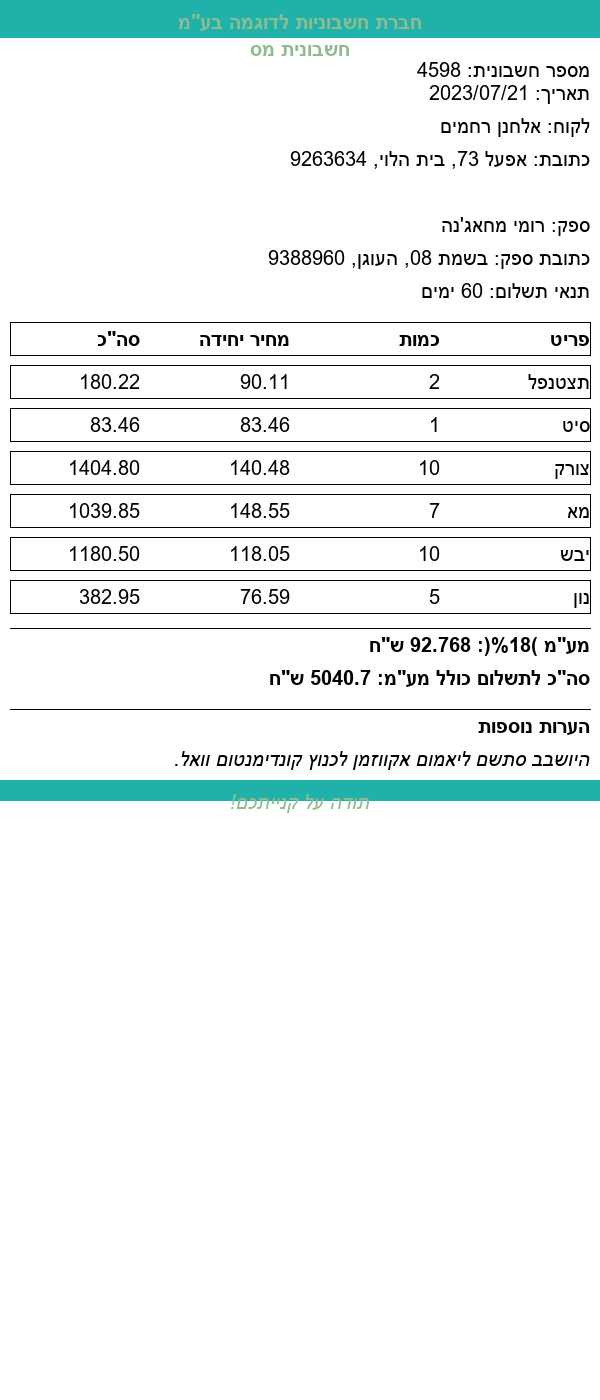 חברת חשבוניות לדוגמה בע"מ
חשבונית מס
מספר חשבונית: 4598
תאריך: 2023/07/21
לקוח: אלחנן רחמים
כתובת: אפעל 73, בית הלוי, 9263634
ספק: רומי מחאג'נה
כתובת ספק: בשמת 08, העוגן, 9388960
תנאי תשלום: 60 ימים
פריט כמות מחיר יחידה סה"כ
תצטנפל 2 90.11 180.22
סיט 1 83.46 83.46
צורק 10 140.48 1404.80
מא 7 148.55 1039.85
יבש 10 118.05 1180.50
נון 5 76.59 382.95
מע"מ )18%(: 92.768 ש"ח
סה"כ לתשלום כולל מע"מ: 5040.7 ש"ח
הערות נוספות
היושבב סתשם ליאמום אקווזמן לכנוץ קונדימנטום וואל.
תודה על קנייתכם!